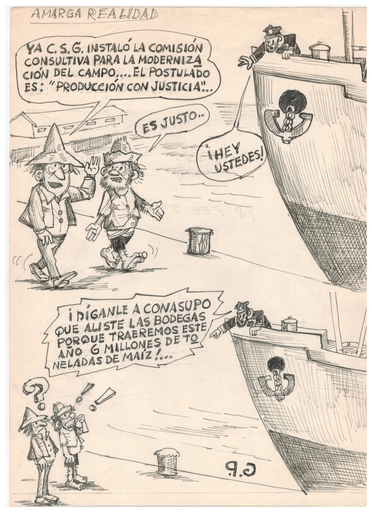 AMARGA REALIDAD
YA C.S.G. INSTALÓ LA COMISIÓN
CONSULTIVA PARA LA MODERNIZA
CIÓN DEL CAMPO,... EL POSTULADO
ES: "PRODUCCIÓN CON JUSTICIA"...
ES JUSTO..
¡HEY
USTEDES!
¡DÍGANLE A CONASUPO
QUE ALISTE LAS BODEGAS
PORQUE TRAEREMOS ESTE
AÑO 6 MILLONES DE TO
NELADAS DE MAÍZ!...
? ! !
G.P.